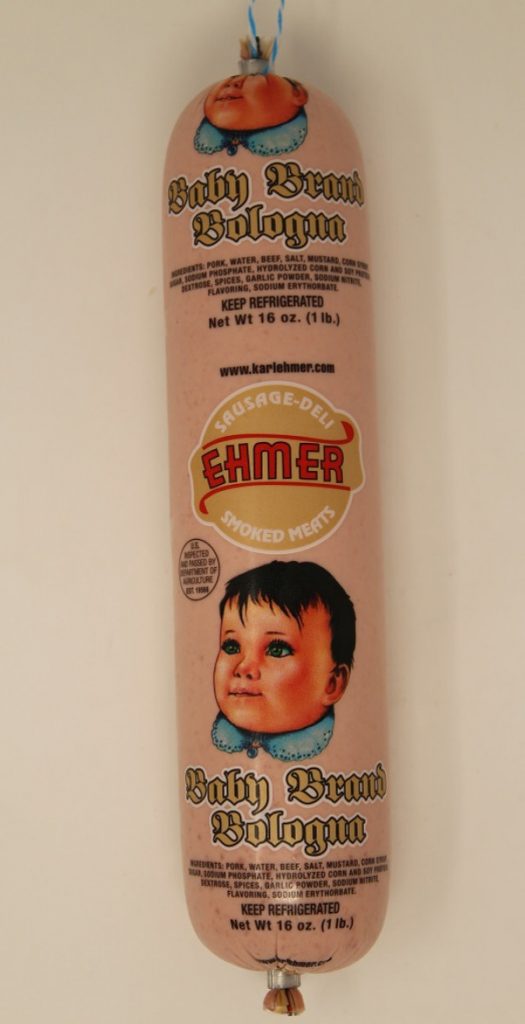 Baby Brand
Bologna
INGREDIENTS: PORK, WATER, BEEF, SALT, MUSTARD, CORN
SUGAR, SODIUM PHOSPHATE, HYDROLYZED CORN AND SOY
DEXTROSE, SPICES, GARLIC POWDER, SODIUM NITRITE,
FLAVORING, SODIUM ERYTHORBATE.
KEEP REFRIGERATED
Net Wt 16 oz. (1 lb.)
www.karlehmer.com
SAUSAGE-DELI
EHMER
SMOKED MEATS
U.S.
INSPECTED
AND PASSED BY
DEPARTMENT OF
AGRICULTURE
EST.
Baby Brand
Bologna
INGREDIENTS: PORK, WATER, BEEF, SALT, MUSTARD, CORN
SUGAR, SODIUM PHOSPHATE, HYDROLYZED CORN AND SOY
DEXTROSE, SPICES, GARLIC POWDER, SODIUM NITRITE,
FLAVORING, SODIUM ERYTHORBATE.
KEEP REFRIGERATED
Net Wt 16 oz. (1 lb.)